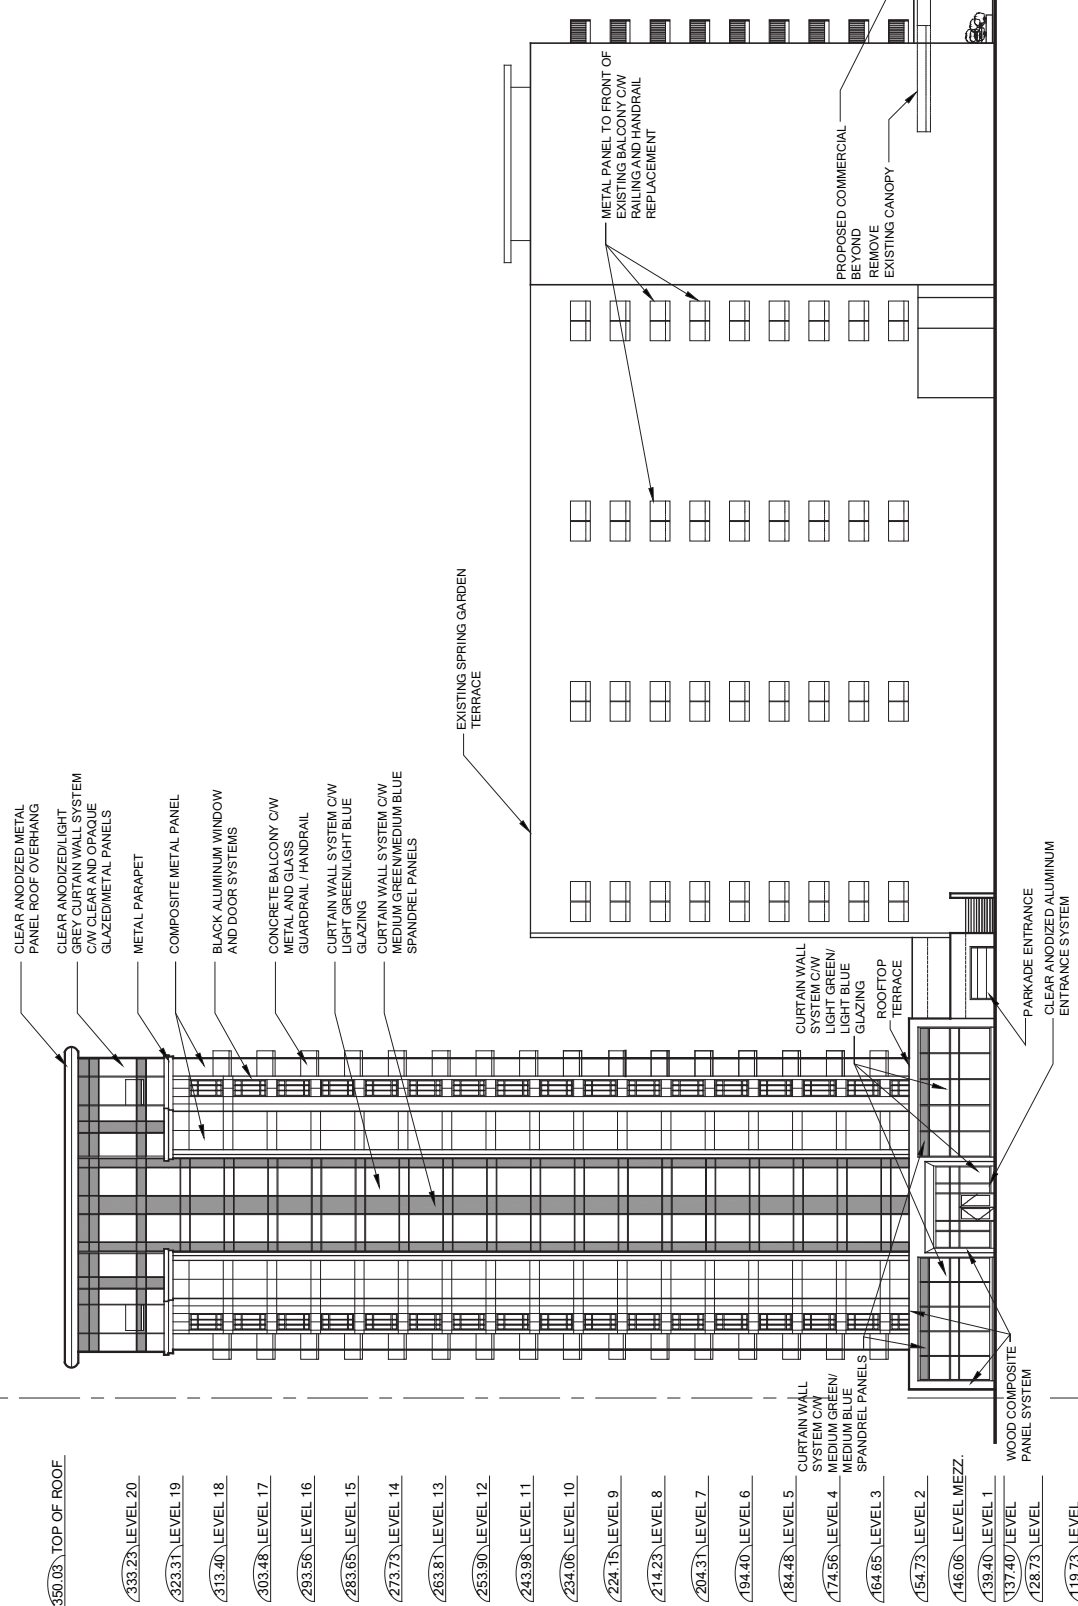 CLEAR ANODIZED METAL
PANEL ROOF OVERHANG
CLEAR ANODIZED/LIGHT
GREY CURTAIN WALL SYSTEM
C/W CLEAR AND OPAQUE
GLAZED/METAL PANELS
METAL PARAPET
COMPOSITE METAL PANEL
BLACK ALUMINUM WINDOW
AND DOOR SYSTEMS
CONCRETE BALCONY C/W
METAL AND GLASS
GUARDRAIL / HANDRAIL
CURTAIN WALL SYSTEM C/W
LIGHT GREEN/LIGHT BLUE
GLAZING
CURTAIN WALL SYSTEM C/W
MEDIUM GREEN/MEDIUM BLUE
SPANDREL PANELS
EXISTING SPRING GARDEN
TERRACE
METAL PANEL TO FRONT OF
EXISTING BALCONY C/W
RAILING AND HANDRAIL
REPLACEMENT
PROPOSED COMMERCIAL
BEYOND
REMOVE
EXISTING CANOPY
CURTAIN WALL
SYSTEM C/W
LIGHT GREEN/
LIGHT BLUE
GLAZING
ROOFTOP
TERRACE
PARKADE ENTRANCE
CLEAR ANODIZED ALUMINUM
ENTRANCE SYSTEM
CURTAIN WALL
SYSTEM C/W
MEDIUM GREEN/
MEDIUM BLUE
SPANDREL PANELS
WOOD COMPOSITE
PANEL SYSTEM
350.03 TOP OF ROOF
333.23 LEVEL 20
323.31 LEVEL 19
313.40 LEVEL 18
303.48 LEVEL 17
293.56 LEVEL 16
283.65 LEVEL 15
273.73 LEVEL 14
263.81 LEVEL 13
253.90 LEVEL 12
243.98 LEVEL 11
234.06 LEVEL 10
224.15 LEVEL 9
214.23 LEVEL 8
204.31 LEVEL 7
194.40 LEVEL 6
184.48 LEVEL 5
174.56 LEVEL 4
164.65 LEVEL 3
154.73 LEVEL 2
146.06 LEVEL MEZZ.
139.40 LEVEL 1
137.40 LEVEL
128.73 LEVEL
119.73 LEVEL